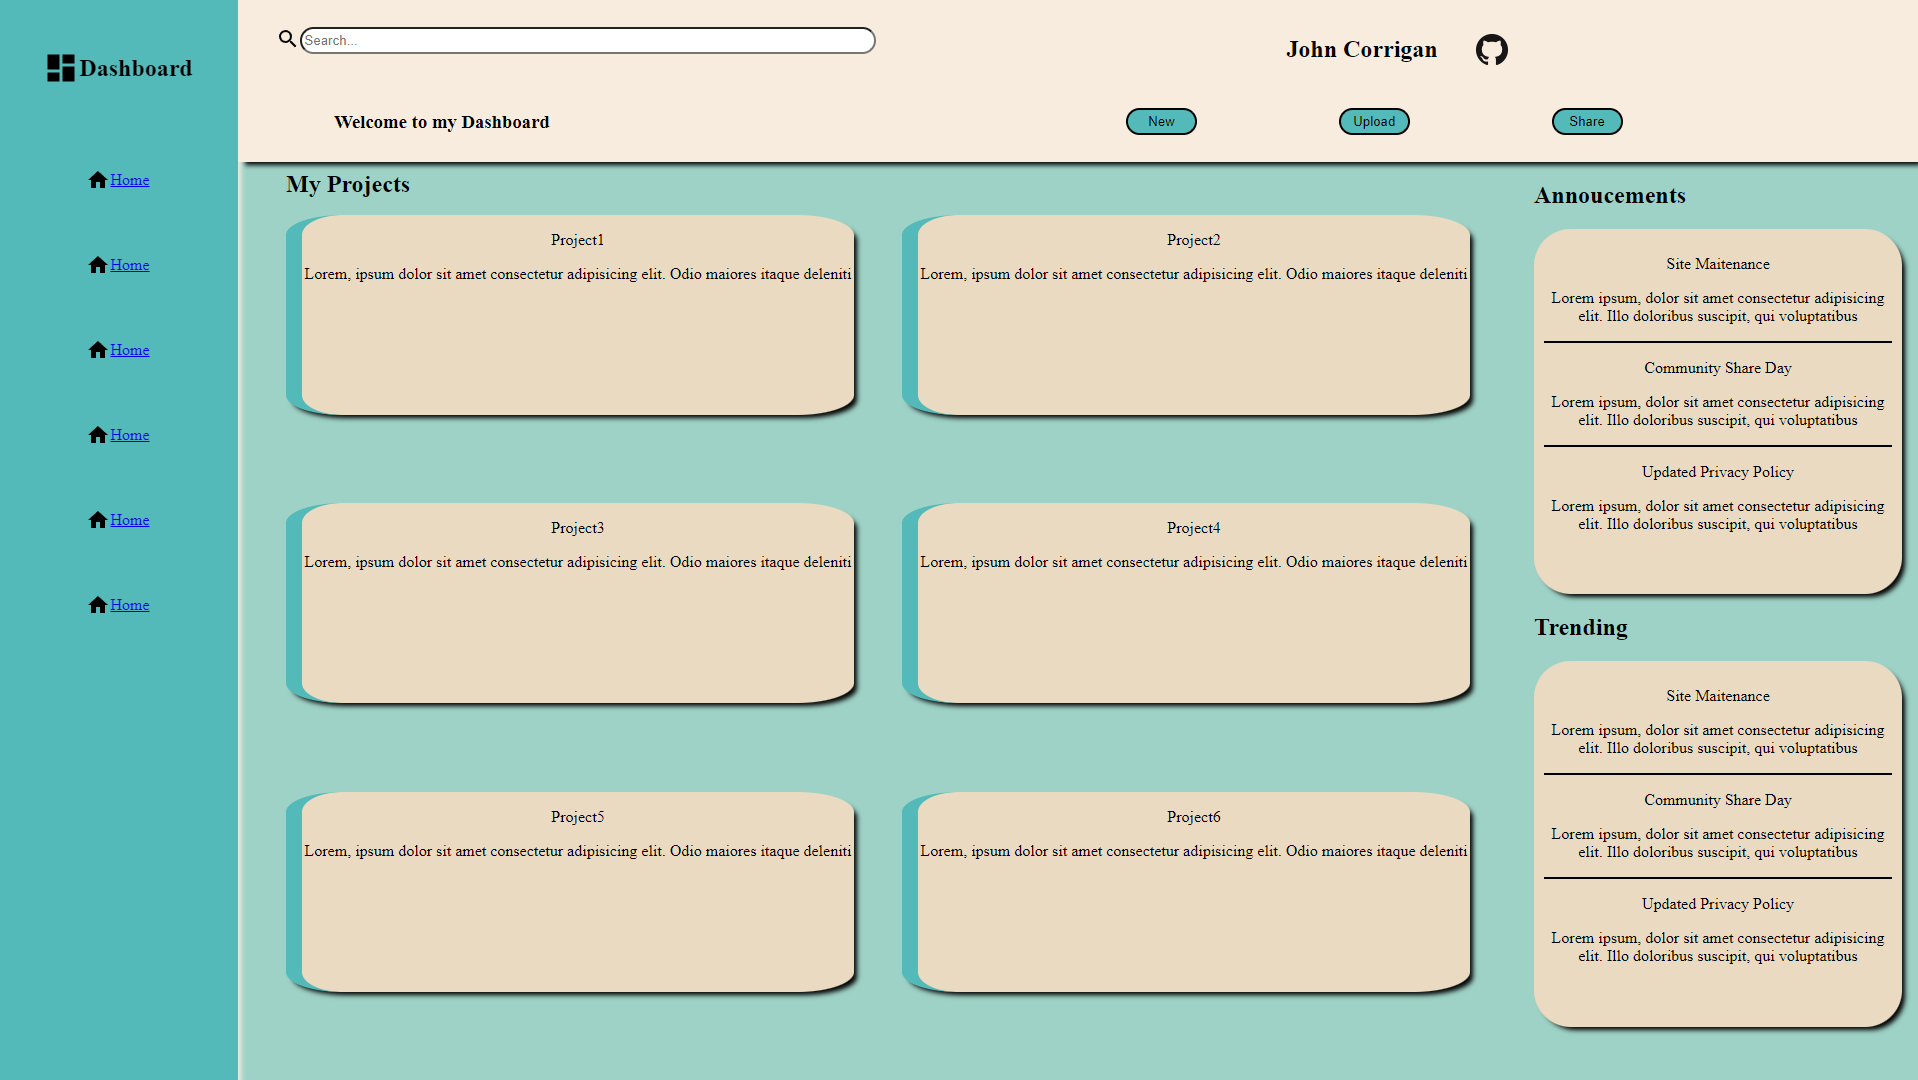 Dashboard
Home
Home
Home
Home
Home
Home
Search...
John Corrigan
Welcome to my Dashboard
New
Upload
Share
My Projects
Project1
Lorem, ipsum dolor sit amet consectetur adipisicing elit. Odio maiores itaque deleniti
Project2
Lorem, ipsum dolor sit amet consectetur adipisicing elit. Odio maiores itaque deleniti
Project3
Lorem, ipsum dolor sit amet consectetur adipisicing elit. Odio maiores itaque deleniti
Project4
Lorem, ipsum dolor sit amet consectetur adipisicing elit. Odio maiores itaque deleniti
Project5
Lorem, ipsum dolor sit amet consectetur adipisicing elit. Odio maiores itaque deleniti
Project6
Lorem, ipsum dolor sit amet consectetur adipisicing elit. Odio maiores itaque deleniti
Annoucements
Site Maitenance
Lorem ipsum, dolor sit amet consectetur adipisicing
elit. Illo doloribus suscipit, qui voluptatibus
Community Share Day
Lorem ipsum, dolor sit amet consectetur adipisicing
elit. Illo doloribus suscipit, qui voluptatibus
Updated Privacy Policy
Lorem ipsum, dolor sit amet consectetur adipisicing
elit. Illo doloribus suscipit, qui voluptatibus
Trending
Site Maitenance
Lorem ipsum, dolor sit amet consectetur adipisicing
elit. Illo doloribus suscipit, qui voluptatibus
Community Share Day
Lorem ipsum, dolor sit amet consectetur adipisicing
elit. Illo doloribus suscipit, qui voluptatibus
Updated Privacy Policy
Lorem ipsum, dolor sit amet consectetur adipisicing
elit. Illo doloribus suscipit, qui voluptatibus